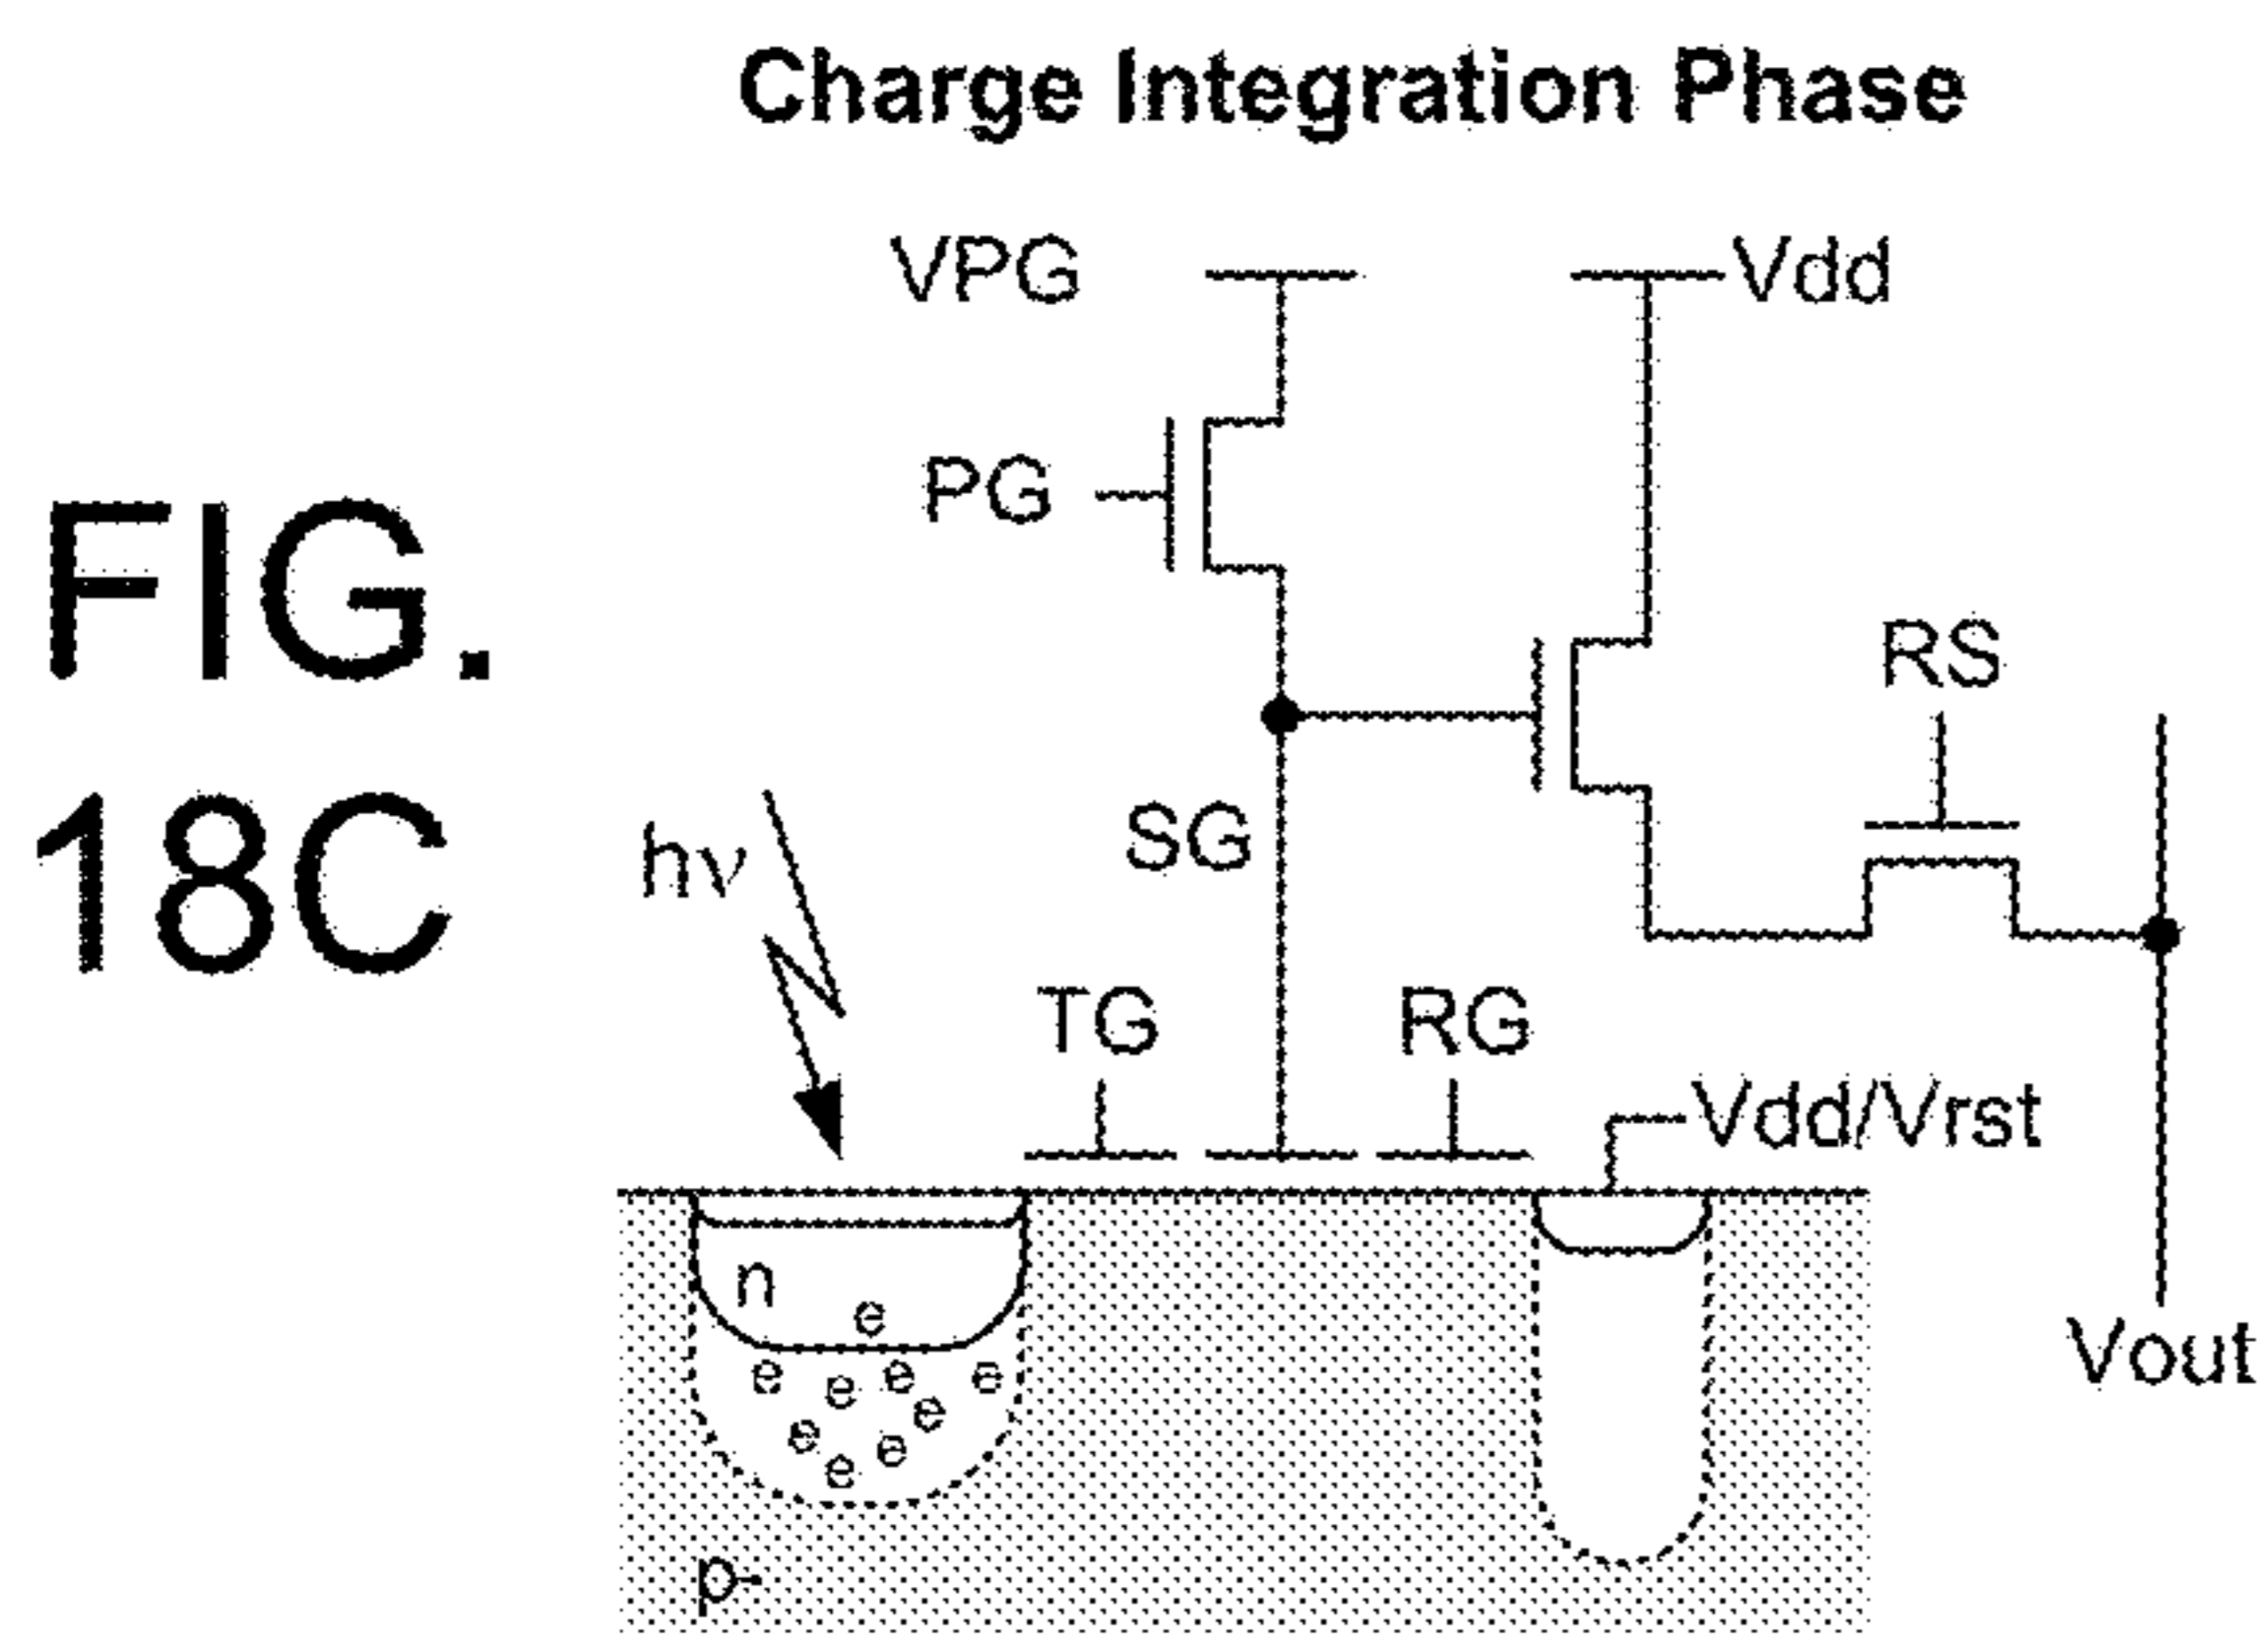 Charge Integration Phase
VPG
Vdd
PG
FIG.
18C
RS
hν
SG
TG
RG
Vdd/Vrst
n
e
e e e e
e e e
e
Vout
p-